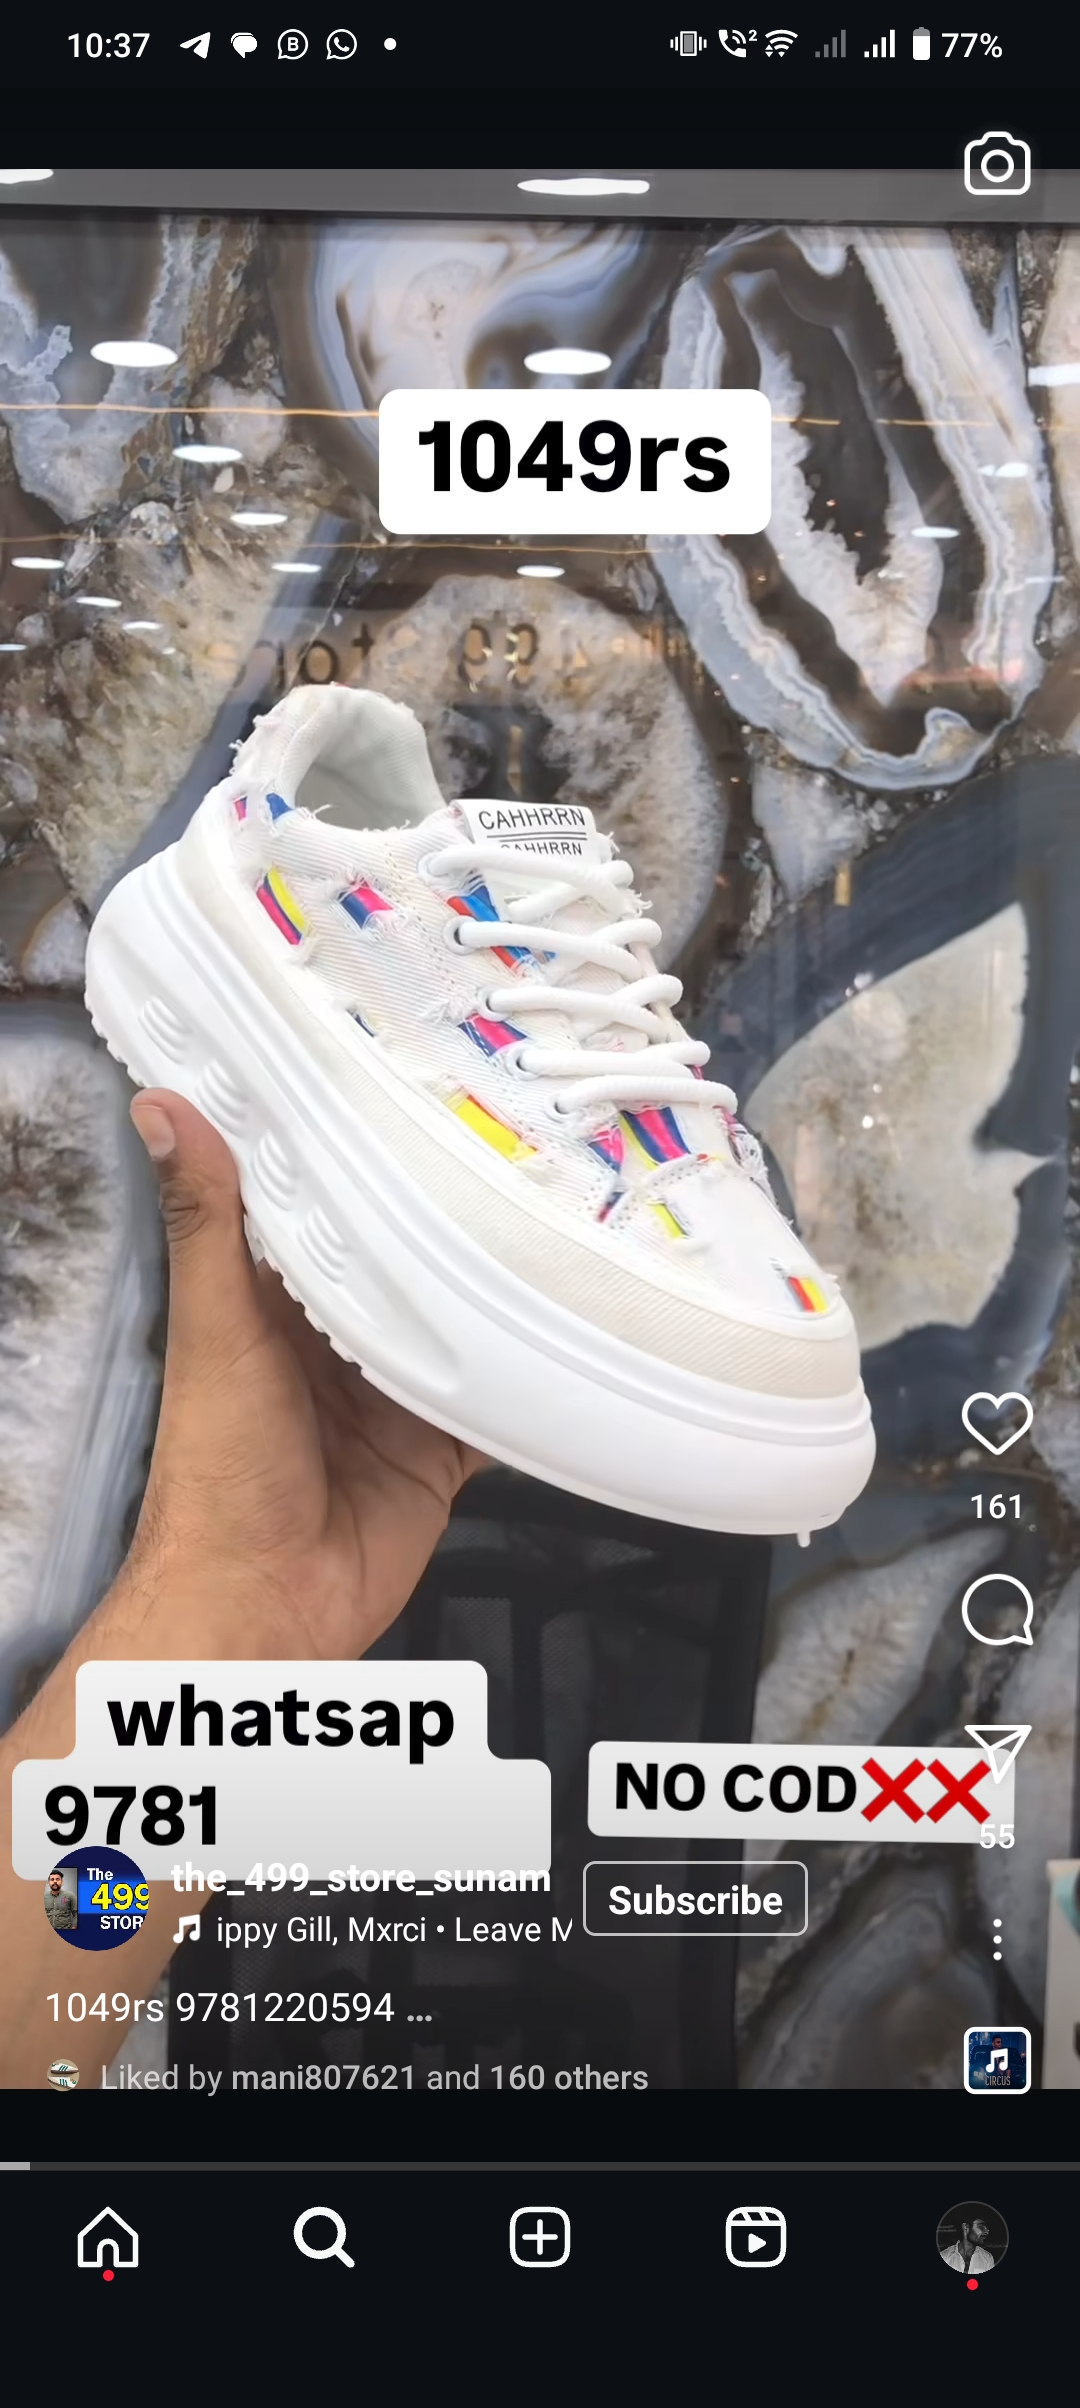 10:37
B
2
77%
1049rs
CAHHRRN
CAHHRRN
whatsap
9781
NO COD❌❌
161
55
The
499
STOR
the_499_store_sunam
Subscribe
ippy Gill, Mxrci • Leave M
1049rs 9781220594 ...
Liked by mani807621 and 160 others
CIRCUS